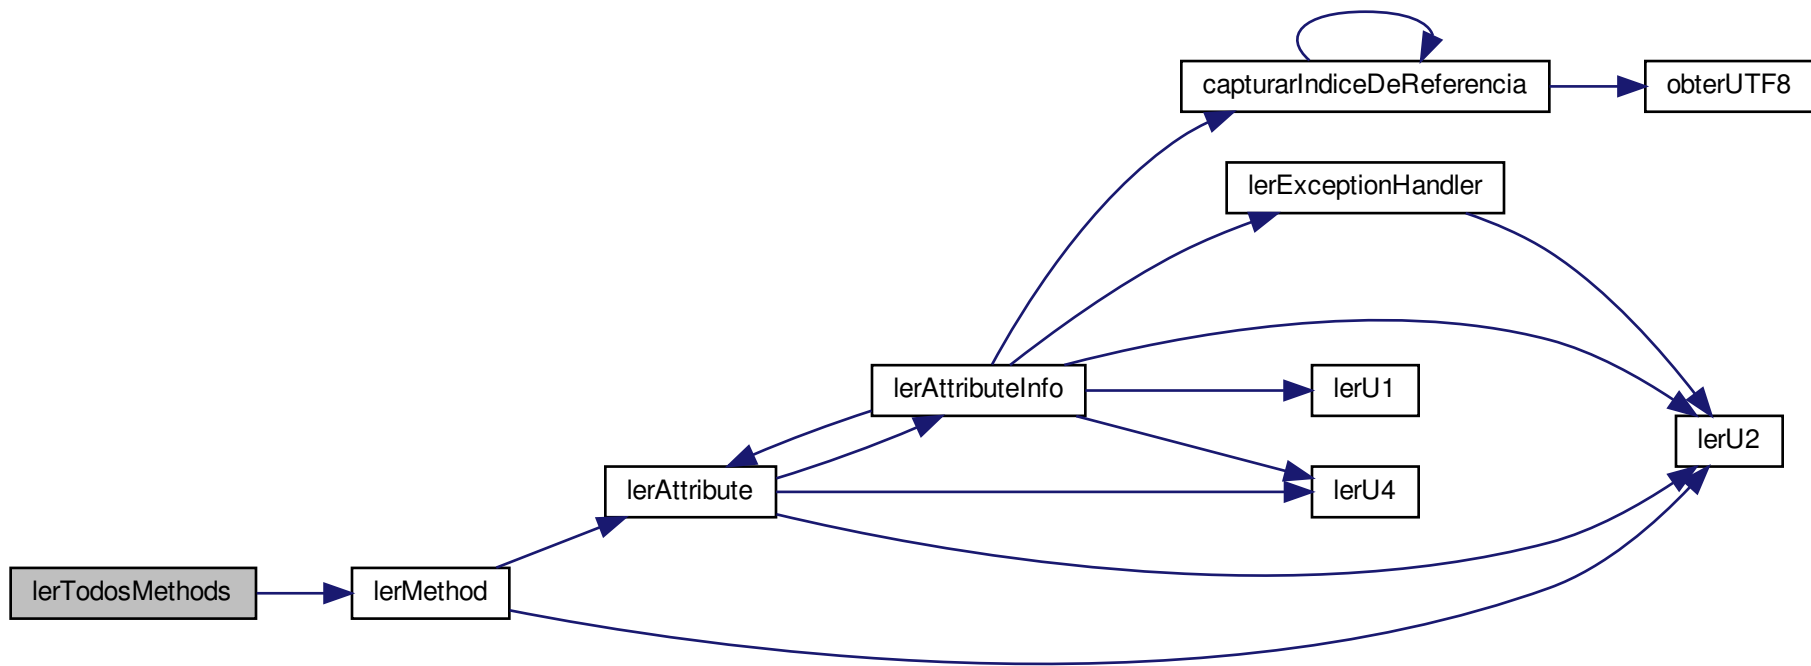 capturarIndiceDeReferencia
obterUTF8
lerExceptionHandler
lerAttributeInfo
lerU1
lerU2
lerAttribute
lerU4
lerTodosMethods
lerMethod